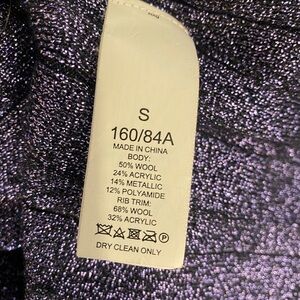 S
160/84A
MADE IN CHINA
BODY:
50% WOOL
24% ACRYLIC
14% METALLIC
12% POLYAMIDE
RIB TRIM:
68% WOOL
32% ACRYLIC
P
DRY CLEAN ONLY